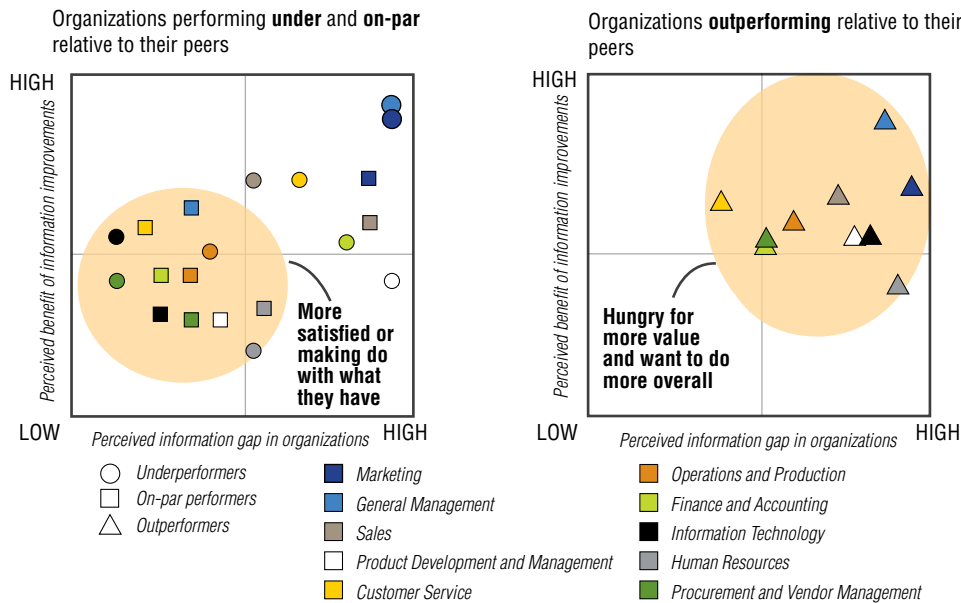 Organizations performing under and on-par
relative to their peers
Organizations outperforming relative to their
peers
HIGH
Perceived benefit of information improvements
More
satisfied or
making do
with what
they have
LOW
Perceived information gap in organizations
HIGH
HIGH
Perceived benefit of information improvements
Hungry for
more value
and want to do
more overall
LOW
Perceived information gap in organizations
HIGH
Underperformers
On-par performers
Outperformers
Marketing
General Management
Sales
Product Development and Management
Customer Service
Operations and Production
Finance and Accounting
Information Technology
Human Resources
Procurement and Vendor Management